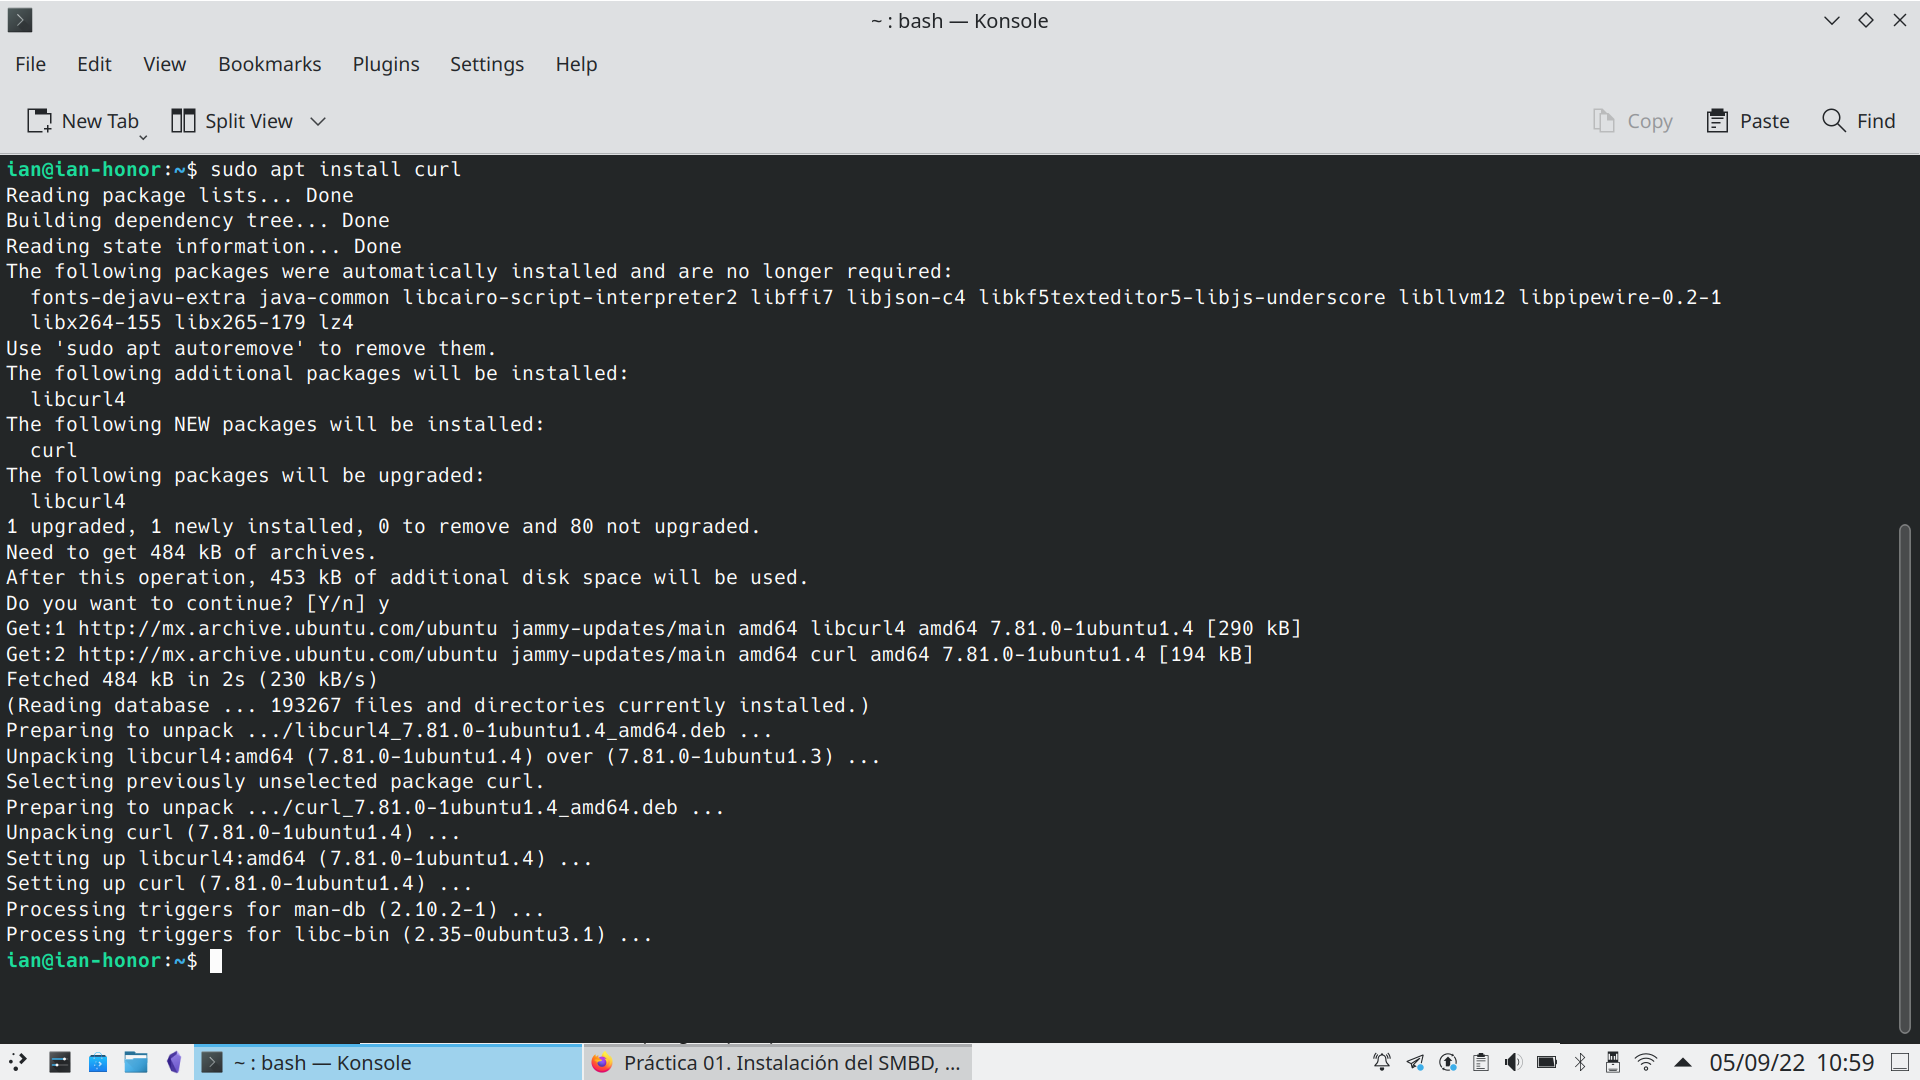 ~ : bash — Konsole
File Edit View Bookmarks Plugins Settings Help
New Tab Split View Copy Paste Find
ian@ian-honor:~$ sudo apt install curl
Reading package lists... Done
Building dependency tree... Done
Reading state information... Done
The following packages were automatically installed and are no longer required:
  fonts-dejavu-extra java-common libcairo-script-interpreter2 libffi7 libjson-c4 libkf5texteditor5-libjs-underscore libllvm12 libpipewire-0.2-1
  libx264-155 libx265-179 lz4
Use 'sudo apt autoremove' to remove them.
The following additional packages will be installed:
  libcurl4
The following NEW packages will be installed:
  curl
The following packages will be upgraded:
  libcurl4
1 upgraded, 1 newly installed, 0 to remove and 80 not upgraded.
Need to get 484 kB of archives.
After this operation, 453 kB of additional disk space will be used.
Do you want to continue? [Y/n] y
Get:1 http://mx.archive.ubuntu.com/ubuntu jammy-updates/main amd64 libcurl4 amd64 7.81.0-1ubuntu1.4 [290 kB]
Get:2 http://mx.archive.ubuntu.com/ubuntu jammy-updates/main amd64 curl amd64 7.81.0-1ubuntu1.4 [194 kB]
Fetched 484 kB in 2s (230 kB/s)
(Reading database ... 193267 files and directories currently installed.)
Preparing to unpack .../libcurl4_7.81.0-1ubuntu1.4_amd64.deb ...
Unpacking libcurl4:amd64 (7.81.0-1ubuntu1.4) over (7.81.0-1ubuntu1.3) ...
Selecting previously unselected package curl.
Preparing to unpack .../curl_7.81.0-1ubuntu1.4_amd64.deb ...
Unpacking curl (7.81.0-1ubuntu1.4) ...
Setting up libcurl4:amd64 (7.81.0-1ubuntu1.4) ...
Setting up curl (7.81.0-1ubuntu1.4) ...
Processing triggers for man-db (2.10.2-1) ...
Processing triggers for libc-bin (2.35-0ubuntu3.1) ...
ian@ian-honor:~$
~ : bash — Konsole Práctica 01. Instalación del SMBD, ... 05/09/22 10:59